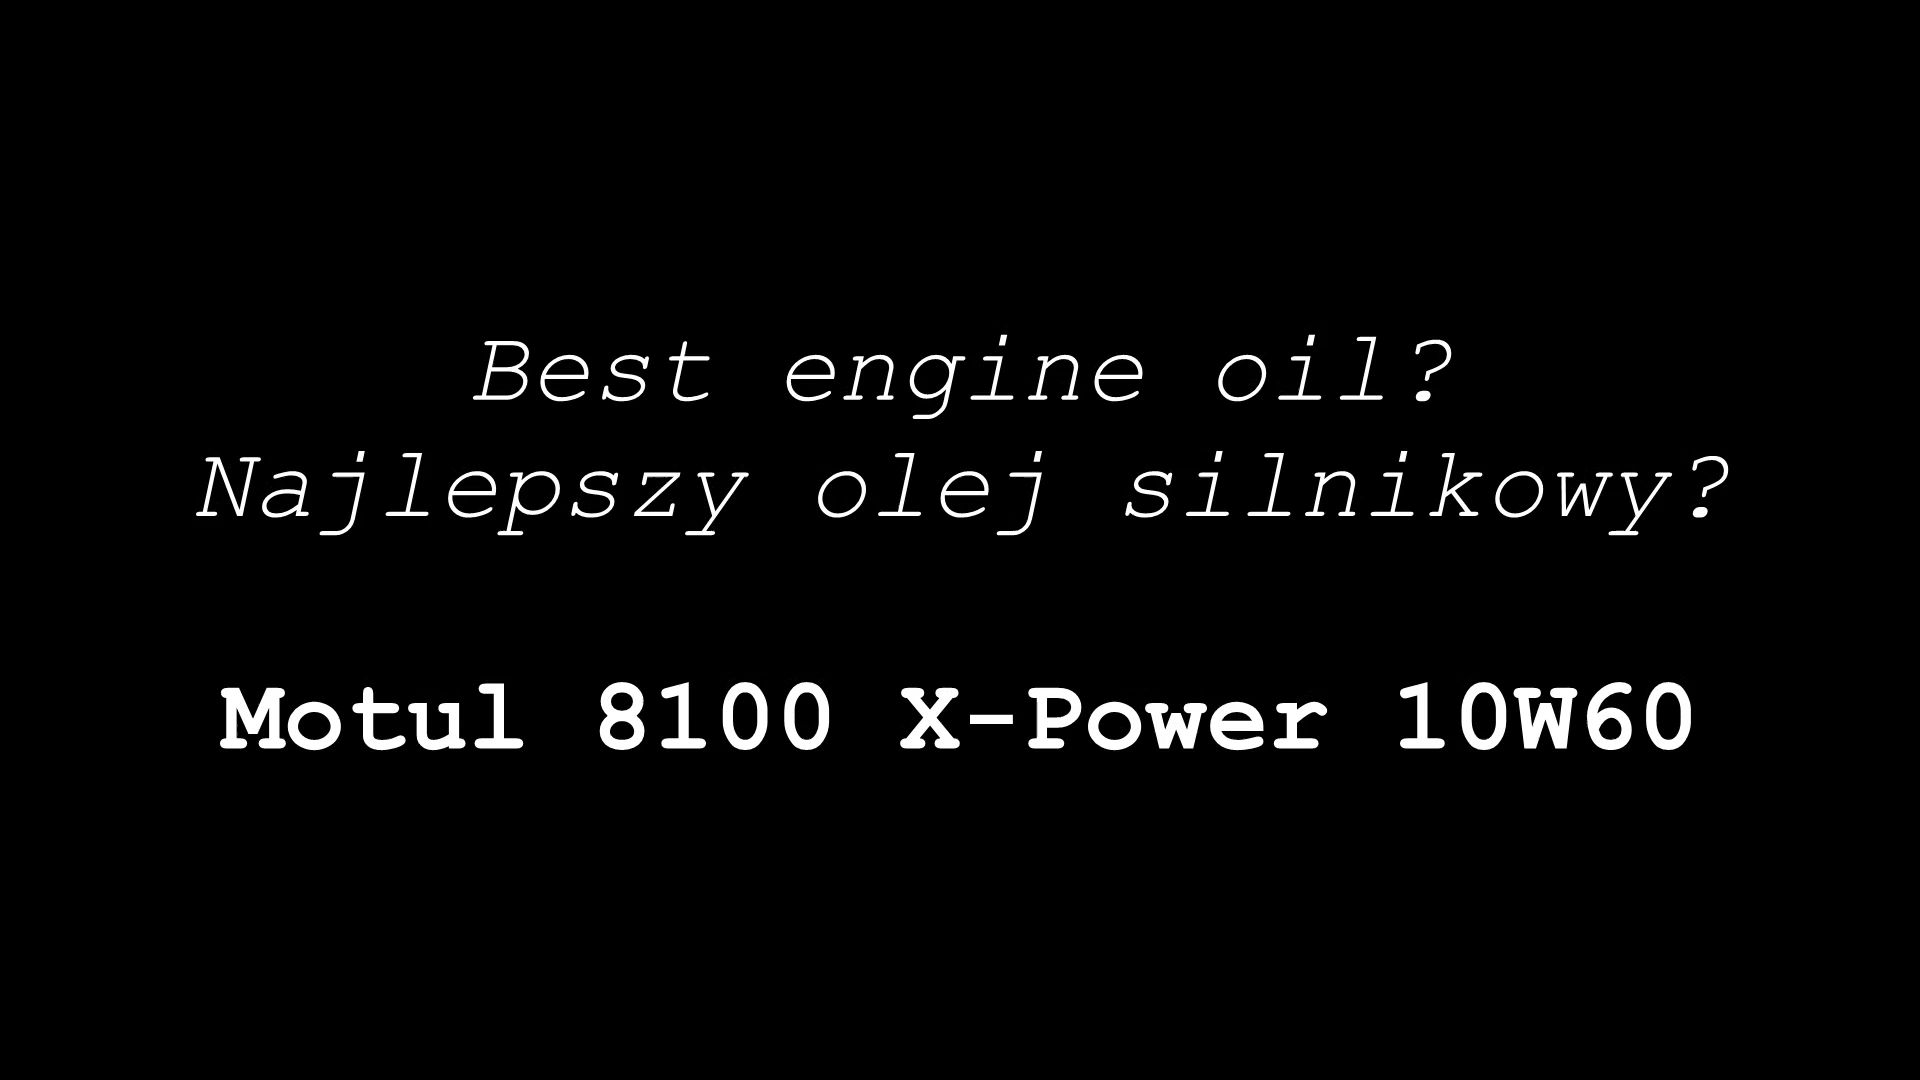 Best engine oil?
Najlepszy olej silnikowy?
Motul 8100 X-Power 10W60